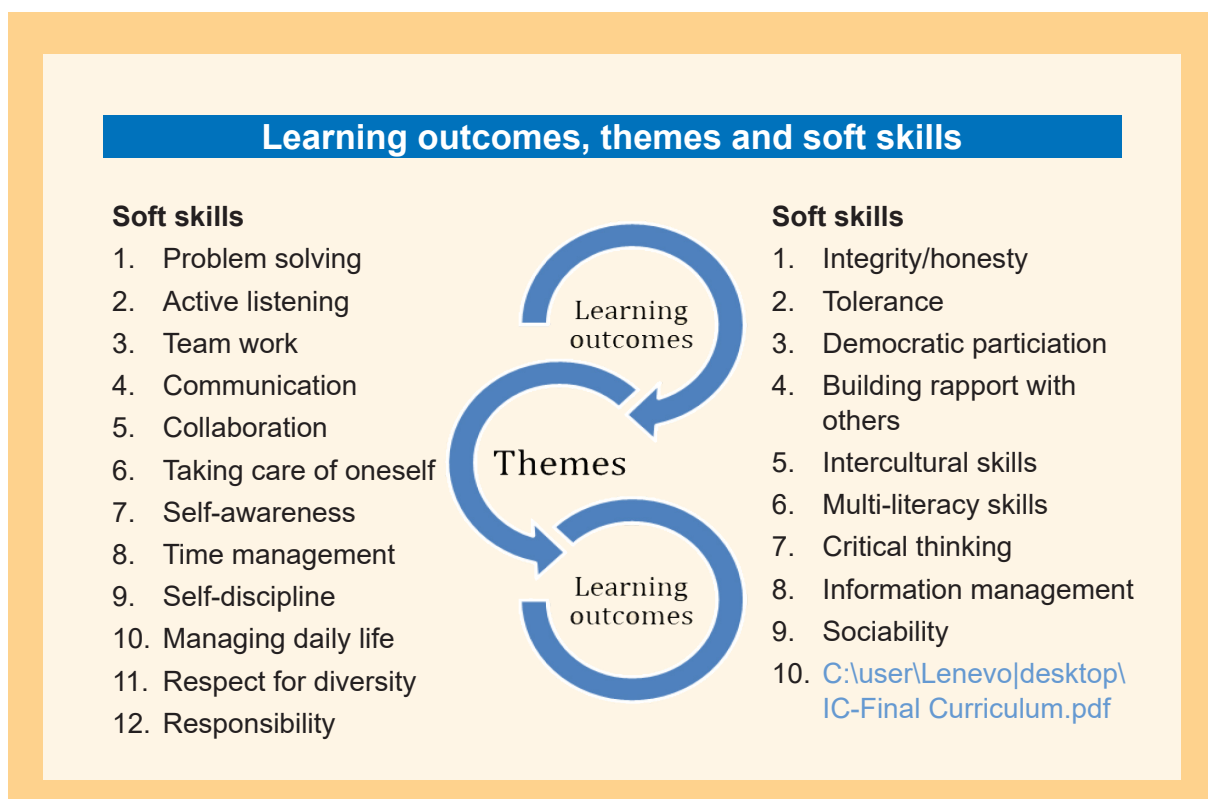 Learning outcomes, themes and soft skills
Soft skills
1. Problem solving
2. Active listening
3. Team work
4. Communication
5. Collaboration
6. Taking care of oneself
7. Self-awareness
8. Time management
9. Self-discipline
10. Managing daily life
11. Respect for diversity
12. Responsibility
Learning
outcomes
Themes
Learning
outcomes
Soft skills
1. Integrity/honesty
2. Tolerance
3. Democratic particiation
4. Building rapport with
others
5. Intercultural skills
6. Multi-literacy skills
7. Critical thinking
8. Information management
9. Sociability
10. C:\user\Lenevo|desktop\
IC-Final Curriculum.pdf